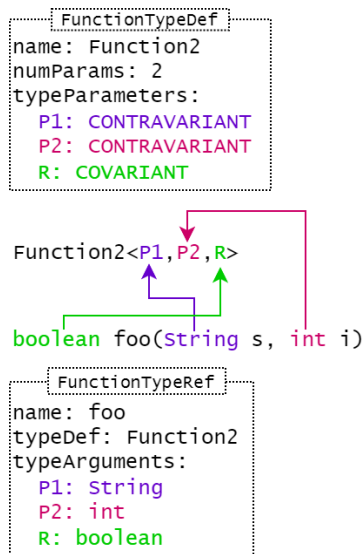 FunctionTypeDef
name: Function2
numParams: 2
typeParameters:
P1: CONTRAVARIANT
P2: CONTRAVARIANT
R: COVARIANT
Function2<P1,P2,R>
boolean foo(String s, int i)
FunctionTypeRef
name: foo
typeDef: Function2
typeArguments:
P1: String
P2: int
R: boolean